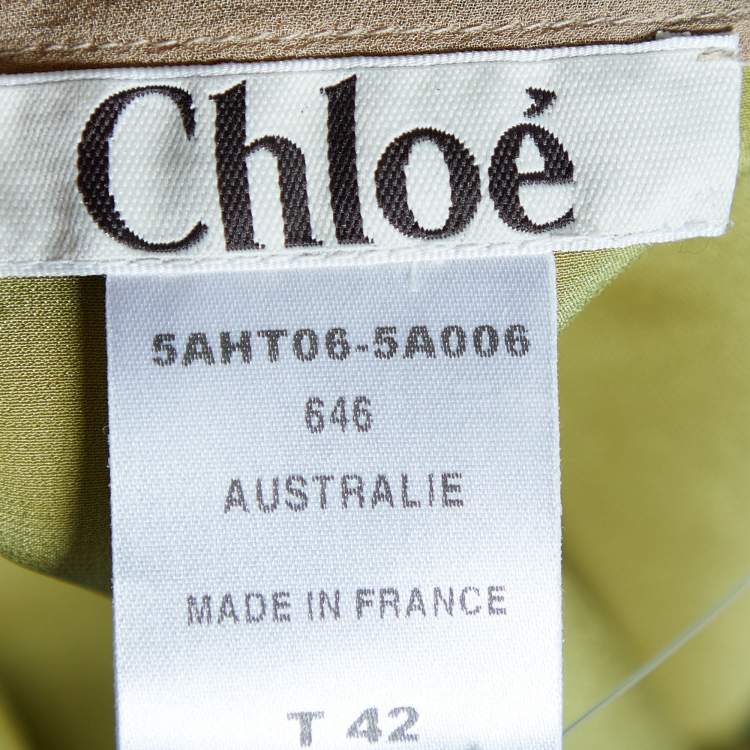 Chloé
5AHT06-5A006
646
AUSTRALIE
MADE IN FRANCE
T 42